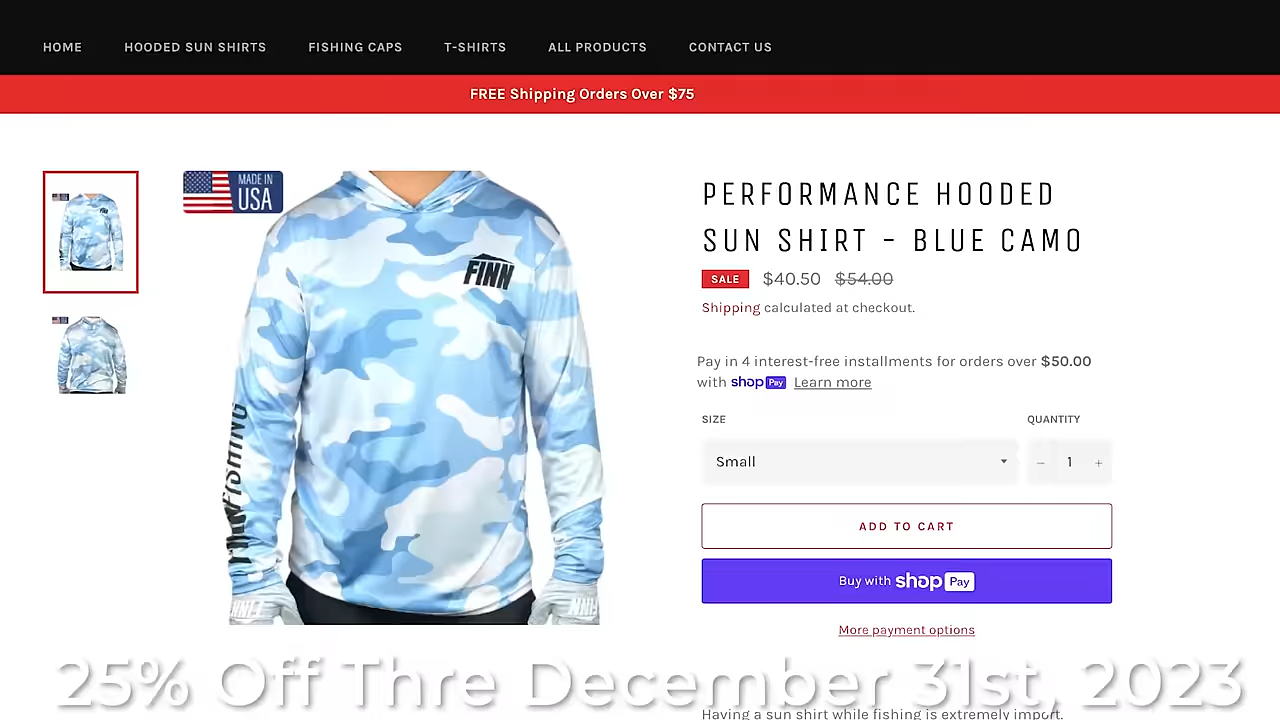 HOME HOODED SUN SHIRTS FISHING CAPS T-SHIRTS ALL PRODUCTS CONTACT US
FREE Shipping Orders Over $75
MADE IN
USA
FINN
FINN
FINN
PERFORMANCE HOODED
SUN SHIRT - BLUE CAMO
SALE $40.50 $54.00
Shipping calculated at checkout.
Pay in 4 interest-free installments for orders over $50.00
with shop Pay Learn more
SIZE QUANTITY
Small − 1 +
ADD TO CART
Buy with shop Pay
More payment options
25% Off Thre December 31st, 2023
Having a sun shirt while fishing is extremely import.